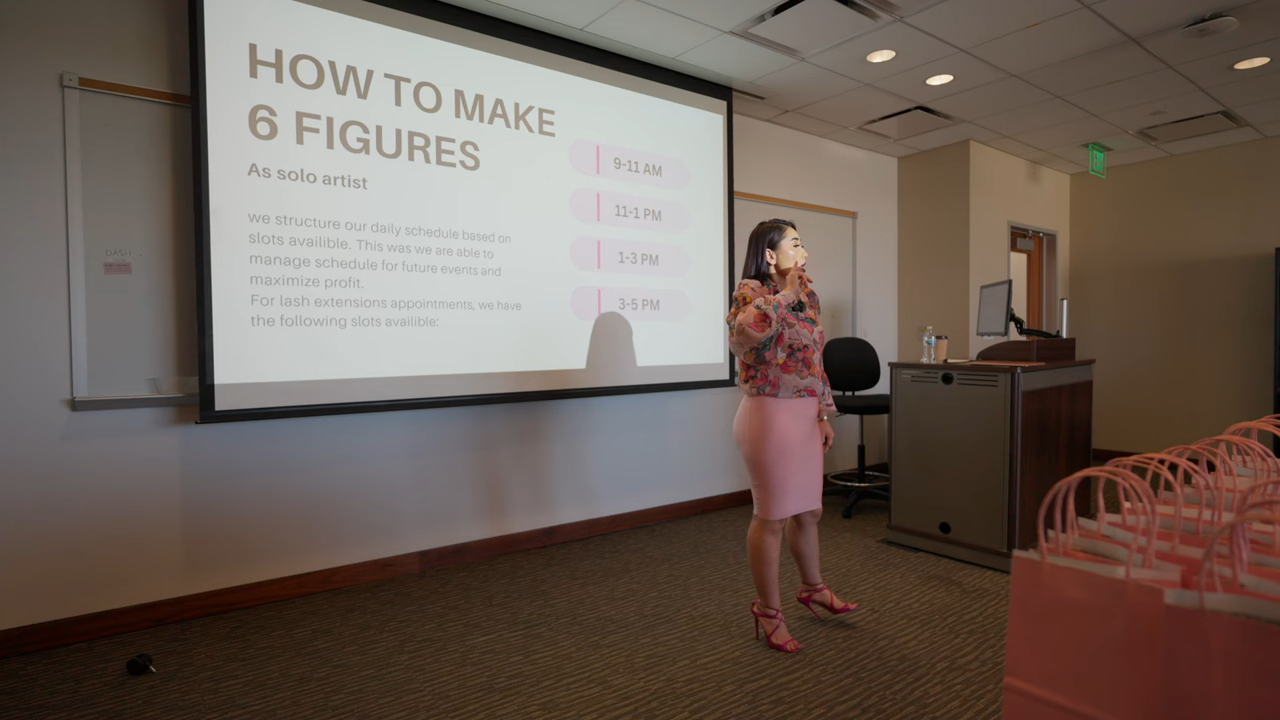 HOW TO MAKE
6 FIGURES
As solo artist
we structure our daily schedule based on
slots availible. This was we are able to
manage schedule for future events and
maximize profit.
For lash extensions appointments, we have
the following slots availible:
9-11 AM
11-1 PM
1-3 PM
3-5 PM
DASH
EXIT